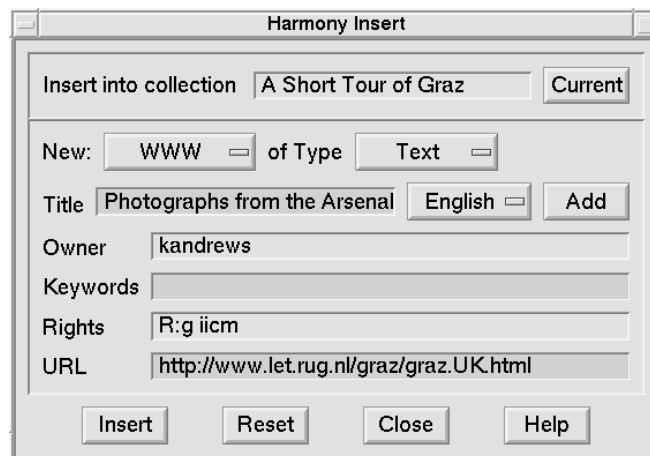 Harmony Insert
Insert into collection A Short Tour of Graz Current
New: WWW of Type Text
Title Photographs from the Arsenal English Add
Owner kandrews
Keywords
Rights R:g iicm
URL http://www.let.rug.nl/graz/graz.UK.html
Insert Reset Close Help